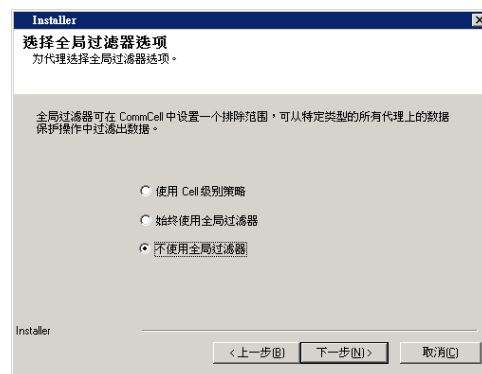 Installer
选择全局过滤器选项
为代理选择全局过滤器选项。
全局过滤器可在 CommCell 中设置一个排除范围，可从特定类型的所有代理上的数据
保护操作中过滤出数据。
使用 Cell 级别策略
始终使用全局过滤器
不使用全局过滤器
Installer
<上一步(B) 下一步(N)> 取消(C)